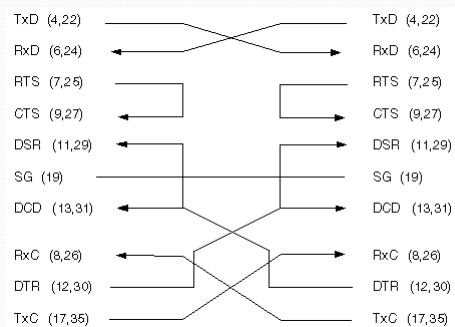 TxD (4,22) TxD (4,22)
RxD (6,24) RxD (6,24)
RTS (7,25) RTS (7,25)
CTS (9,27) CTS (9,27)
DSR (11,29) DSR (11,29)
SG (19) SG (19)
DCD (13,31) DCD (13,31)
RxC (8,26) RxC (8,26)
DTR (12,30) DTR (12,30)
TxC (17,35) TxC (17,35)